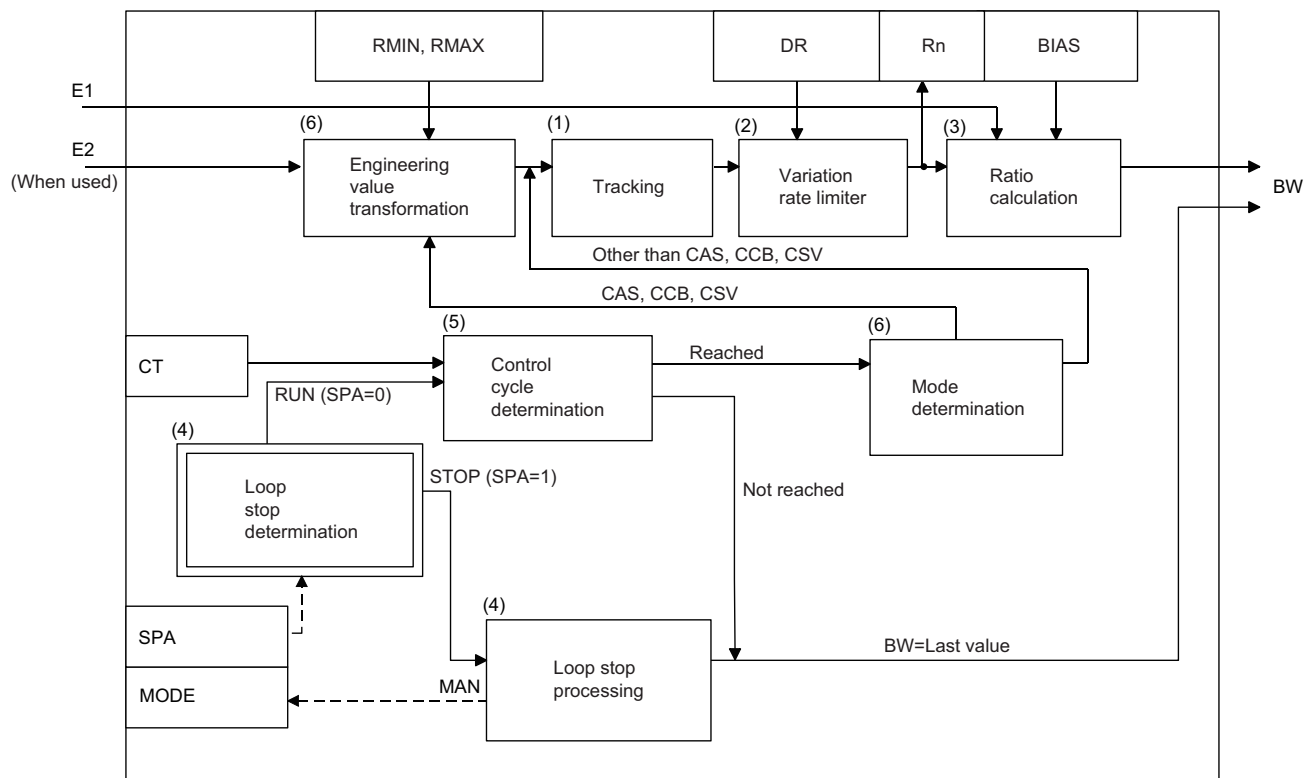 RMIN, RMAX
DR
Rn
BIAS
E1
E2
(When used)
(6)
Engineering
value
transformation
(1)
Tracking
(2)
Variation
rate limiter
(3)
Ratio
calculation
BW
Other than CAS, CCB, CSV
CAS, CCB, CSV
CT
(5)
Control
cycle
determination
Reached
(6)
Mode
determination
RUN (SPA=0)
(4)
Loop
stop
determination
STOP (SPA=1)
Not reached
SPA
MODE
MAN
(4)
Loop stop
processing
BW=Last value